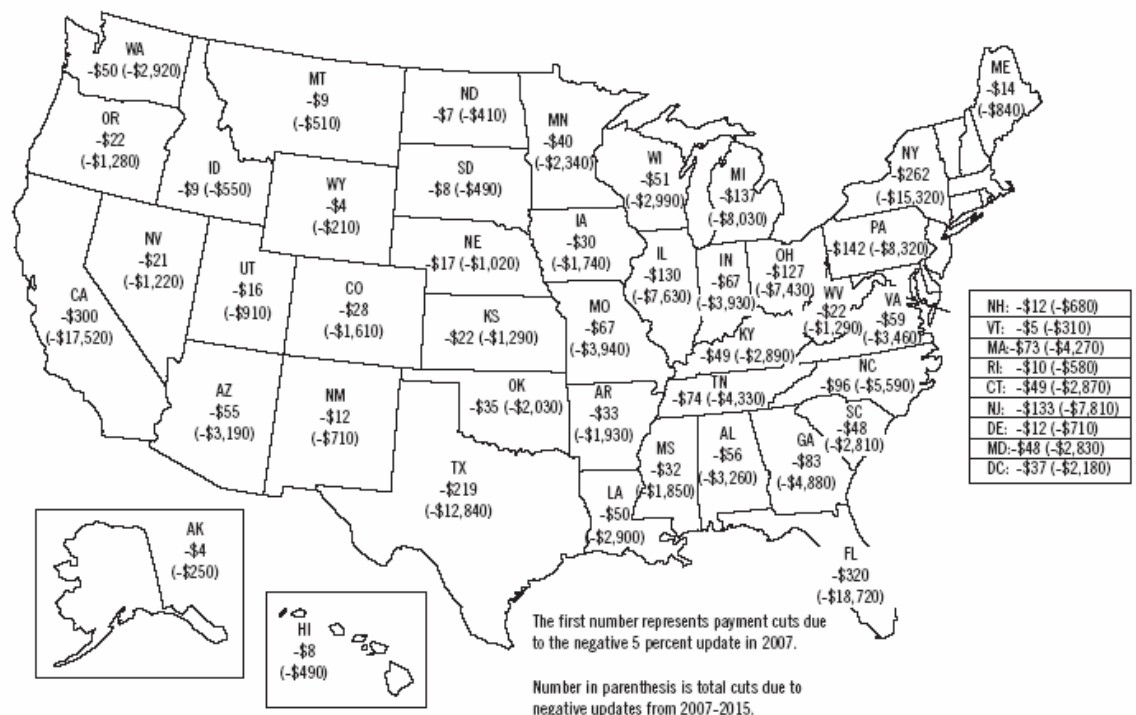 WA
-$50 (-$2,920)
OR
-$22
(-$1,280)
ID
-$9 (-$550)
MT
-$9
(-$510)
ND
-$7 (-$410)
MN
-$40
(-$2,340)
SD
-$8 (-$490)
WY
-$4
(-$210)
WI
-$51
(-$2,990)
MI
-$137
(-$8,030)
NY
-$262
(-$15,320)
ME
-$14
(-$840)
NV
-$21
(-$1,220)
UT
-$16
(-$910)
CA
-$300
(-$17,520)
CO
-$28
(-$1,610)
NE
-$17 (-$1,020)
IA
-$30
(-$1,740)
IL
-$130
(-$7,630)
IN
-$67
(-$3,930)
OH
-$127
(-$7,430)
PA
$142 (-$8,320)
WV
-$22
(-$1,290)
VA
-$59
(-$3,460)
KS
-$22 (-$1,290)
MO
-$67
(-$3,940)
KY
-$49 (-$2,890)
AZ
-$55
(-$3,190)
NM
-$12
(-$710)
OK
-$35 (-$2,030)
AR
-$33
(-$1,930)
TN
-$74 (-$4,330)
NC
-$96 (-$5,590)
SC
-$48
(-$2,810)
TX
-$219
(-$12,840)
LA
-$50
(-$2,900)
MS
-$32
(-$1,850)
AL
-$56
(-$3,260)
GA
-$83
(-$4,880)
FL
-$320
(-$18,720)
NH: -$12 (-$680)
VT: -$5 (-$310)
MA:-$73 (-$4,270)
RI: -$10 (-$580)
CT: -$49 (-$2,870)
NJ: -$133 (-$7,810)
DE: -$12 (-$710)
MD:-$48 (-$2,830)
DC: -$37 (-$2,180)
AK
-$4
(-$250)
HI
-$8
(-$490)
The first number represents payment cuts due
to the negative 5 percent update in 2007.
Number in parenthesis is total cuts due to
negative updates from 2007-2015.